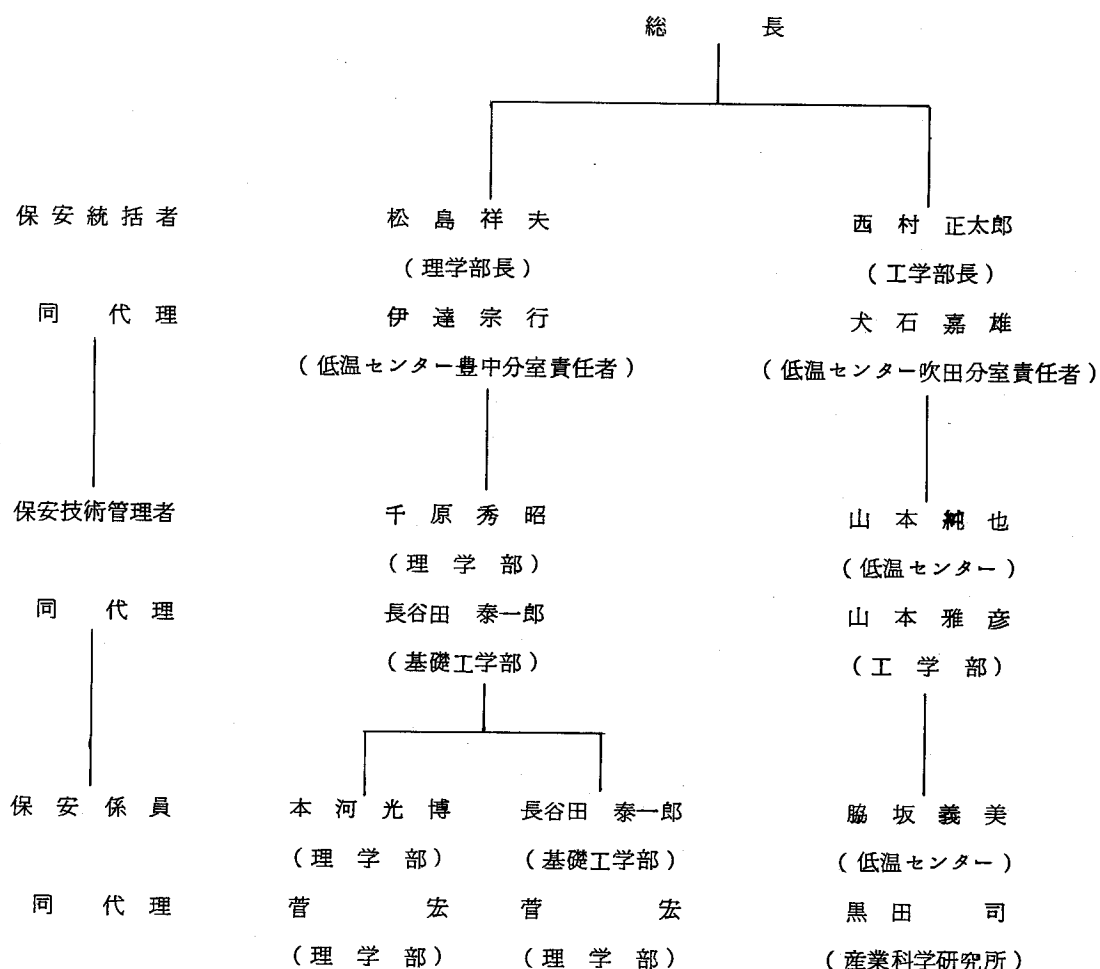 総長
保安統括者 松島祥夫 西村正太郎
(理学部長) (工学部長)
同代理 伊達宗行 犬石嘉雄
(低温センター豊中分室責任者) (低温センター吹田分室責任者)
保安技術管理者 千原秀昭 山本純也
(理学部) (低温センター)
同代理 長谷田泰一郎 山本雅彦
(基礎工学部) (工学部)
保安係員 本河光博 長谷田泰一郎 脇坂義美
(理学部) (基礎工学部) (低温センター)
同代理 菅宏 菅宏 黒田司
(理学部) (理学部) (産業科学研究所)